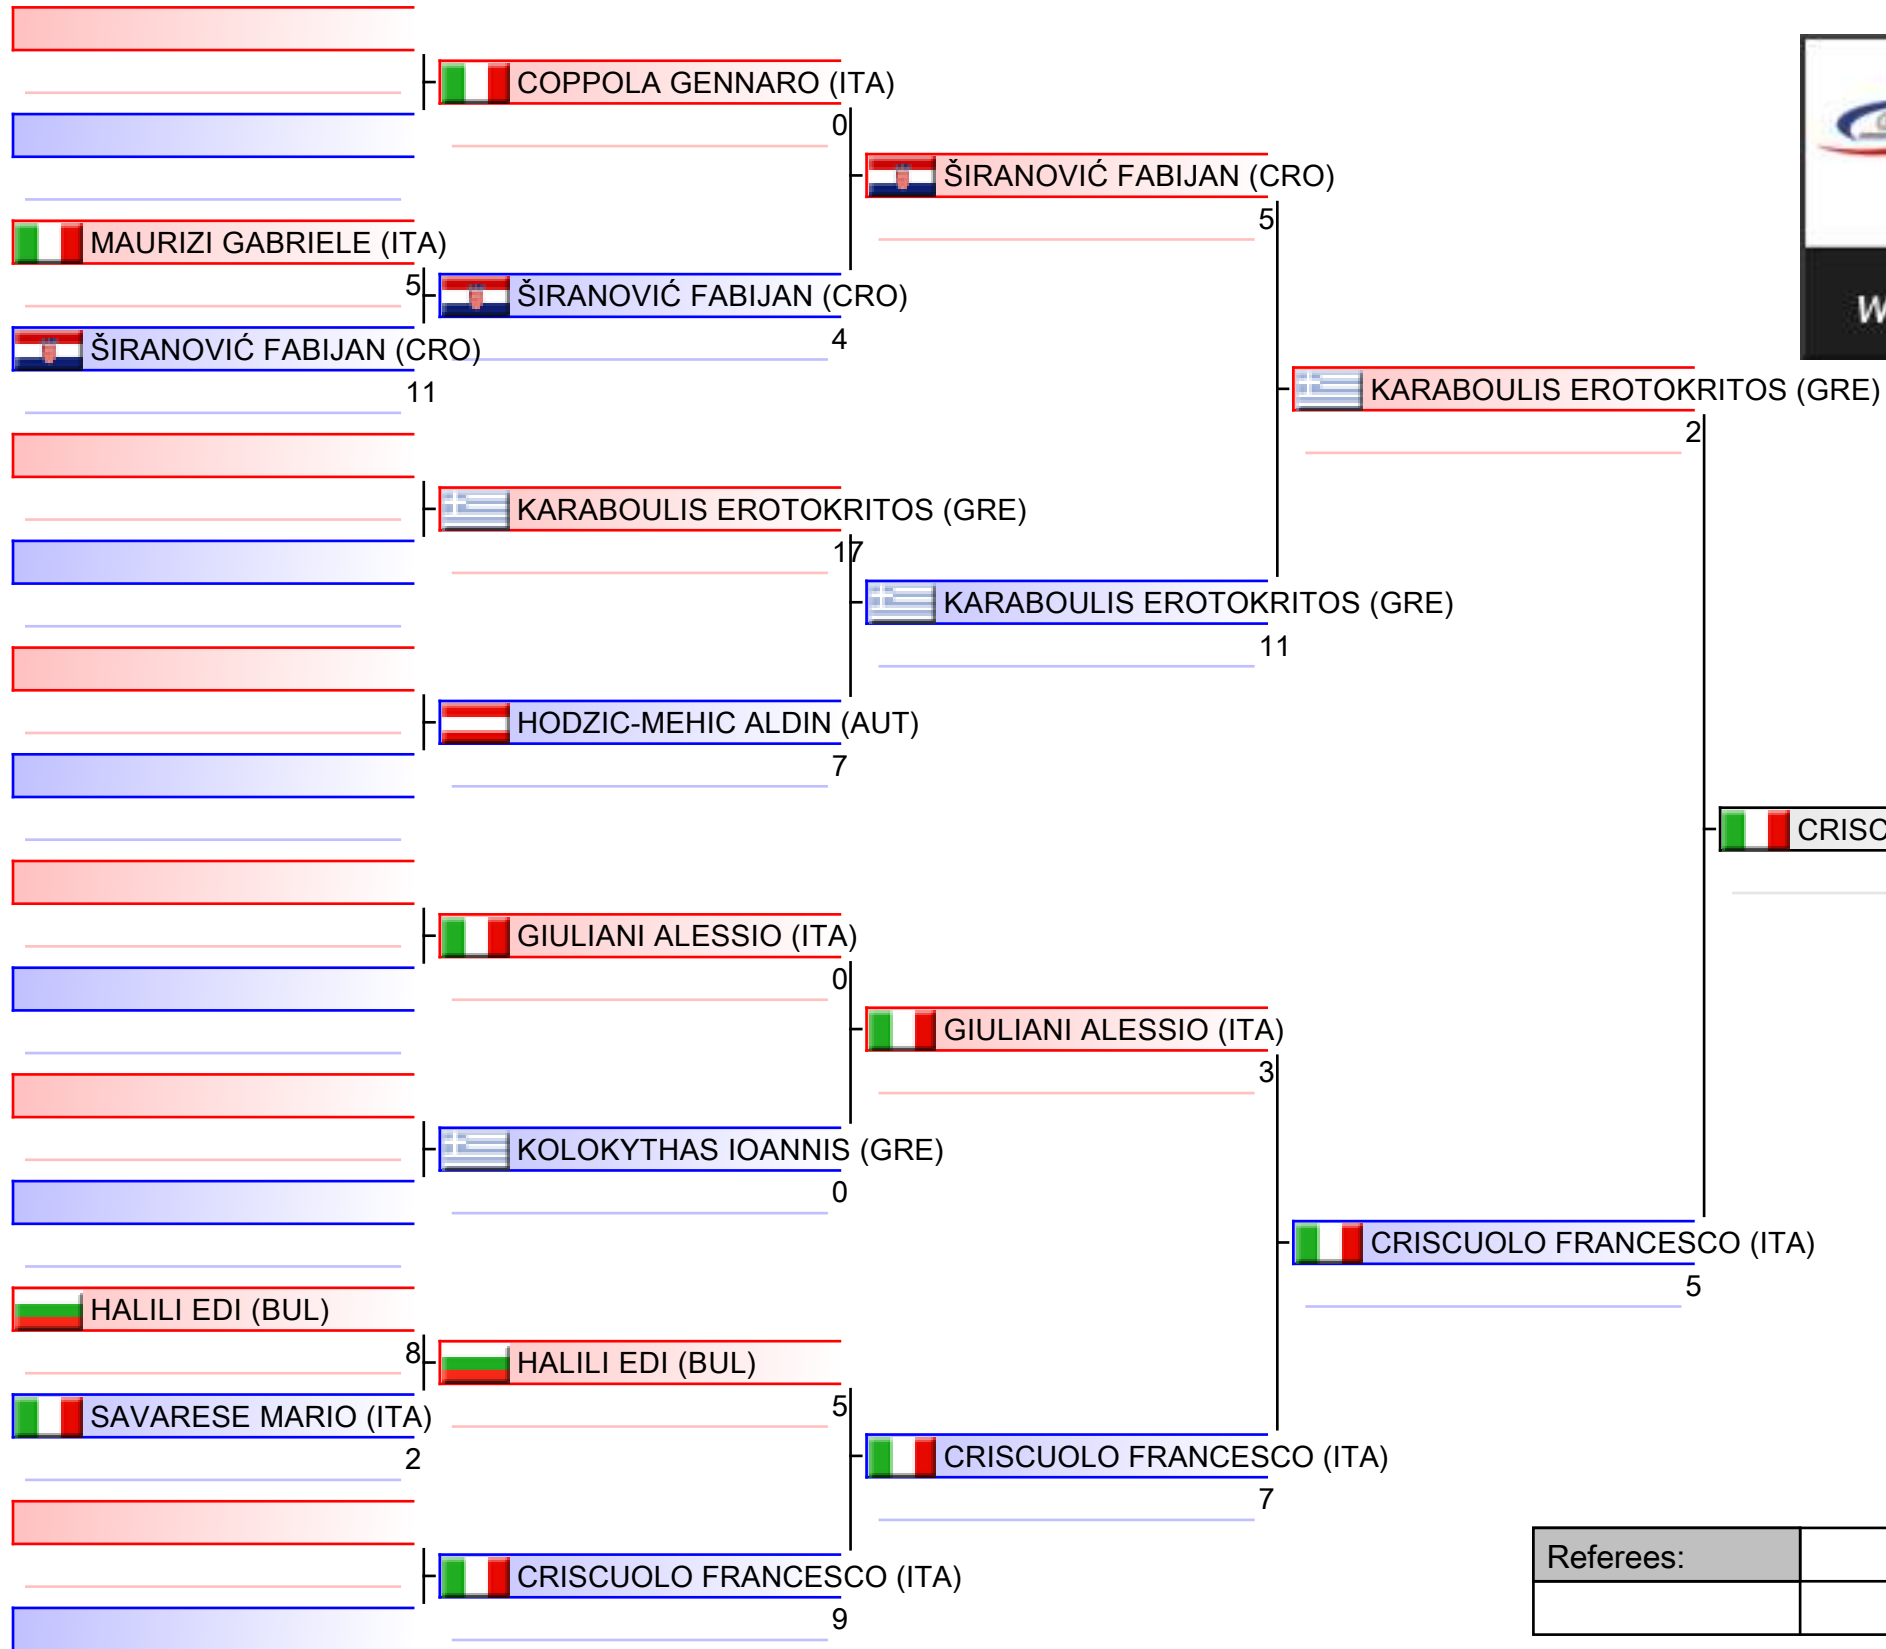 COPPOLA GENNARO (ITA)
0
ŠIRANOVIĆ FABIJAN (CRO)
5
MAURIZI GABRIELE (ITA)
5
ŠIRANOVIĆ FABIJAN (CRO)
4
ŠIRANOVIĆ FABIJAN (CRO)
11
KARABOULIS EROTOKRITOS (GRE)
2
KARABOULIS EROTOKRITOS (GRE)
17
KARABOULIS EROTOKRITOS (GRE)
11
HODZIC-MEHIC ALDIN (AUT)
7
CRISC
GIULIANI ALESSIO (ITA)
0
GIULIANI ALESSIO (ITA)
3
KOLOKYTHAS IOANNIS (GRE)
0
CRISCUOLO FRANCESCO (ITA)
5
HALILI EDI (BUL)
8
HALILI EDI (BUL)
5
SAVARESE MARIO (ITA)
2
CRISCUOLO FRANCESCO (ITA)
7
CRISCUOLO FRANCESCO (ITA)
9
Referees: